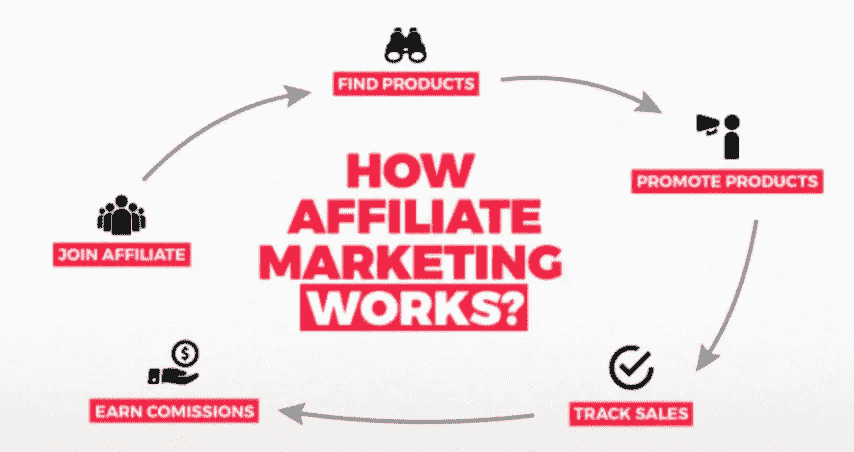 FIND PRODUCTS
PROMOTE PRODUCTS
HOW
AFFILIATE
MARKETING
WORKS?
JOIN AFFILIATE
$
EARN COMISSIONS
TRACK SALES